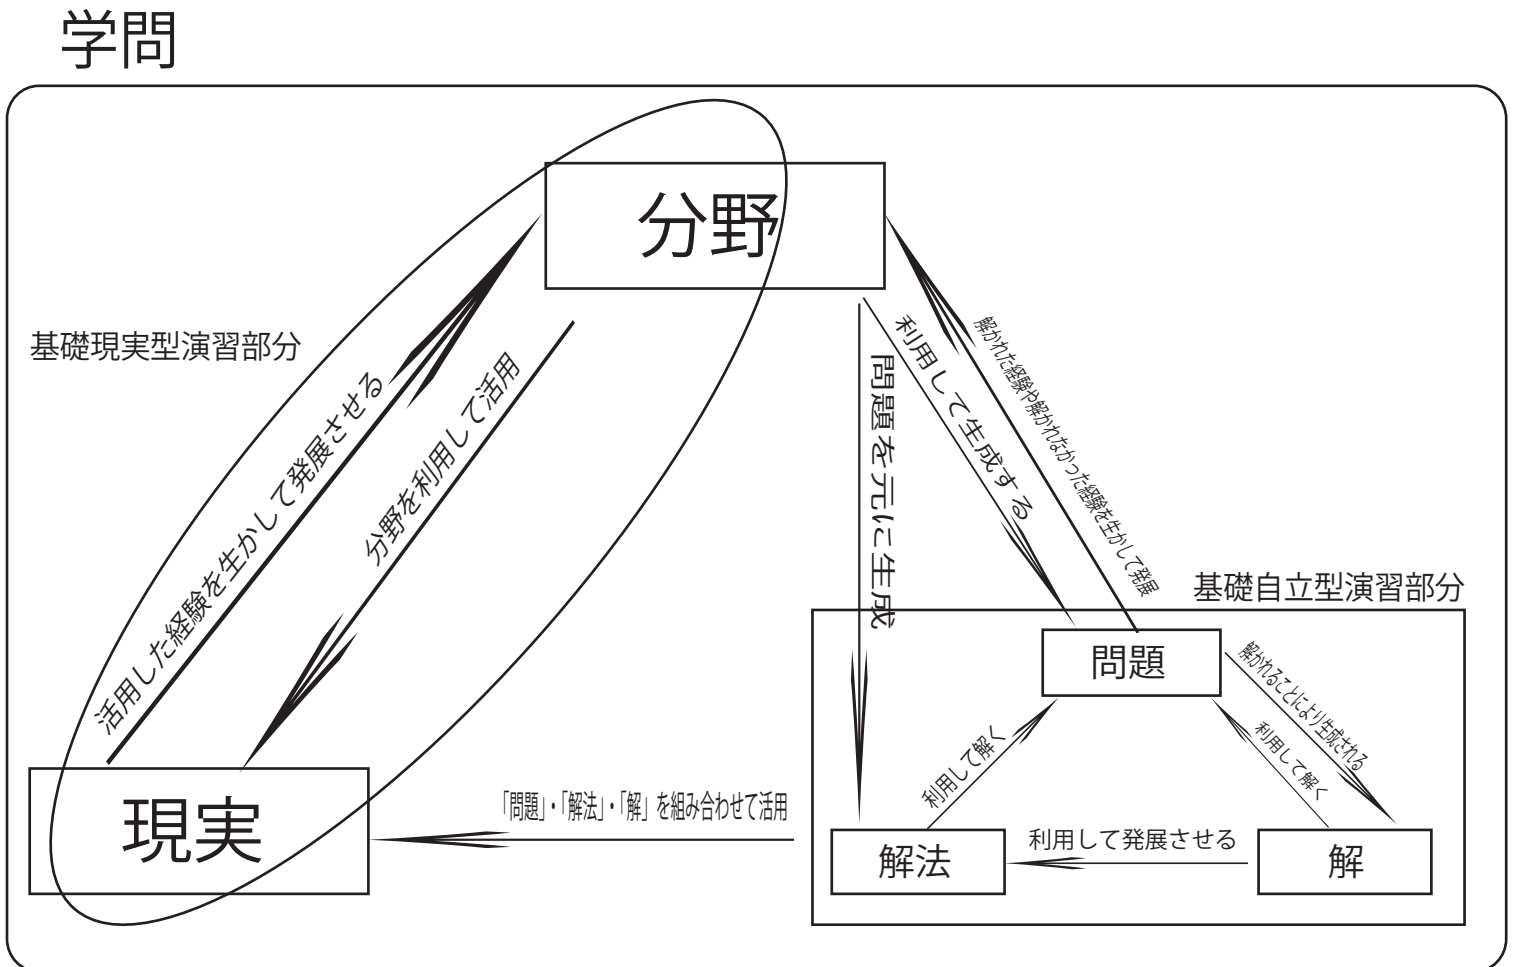 学問
分野
基礎現実型演習部分
活用した経験を生かして発展させる
分野を利用して活用
問題を元に生成
利用して生成する
解かれた経験や解かれなかった経験を生かして発展
基礎自立型演習部分
問題
解かれることにより生成される
利用して解く
利用して解く
現実
「問題」・「解法」・「解」を組み合わせて活用
解法
利用して発展させる
解